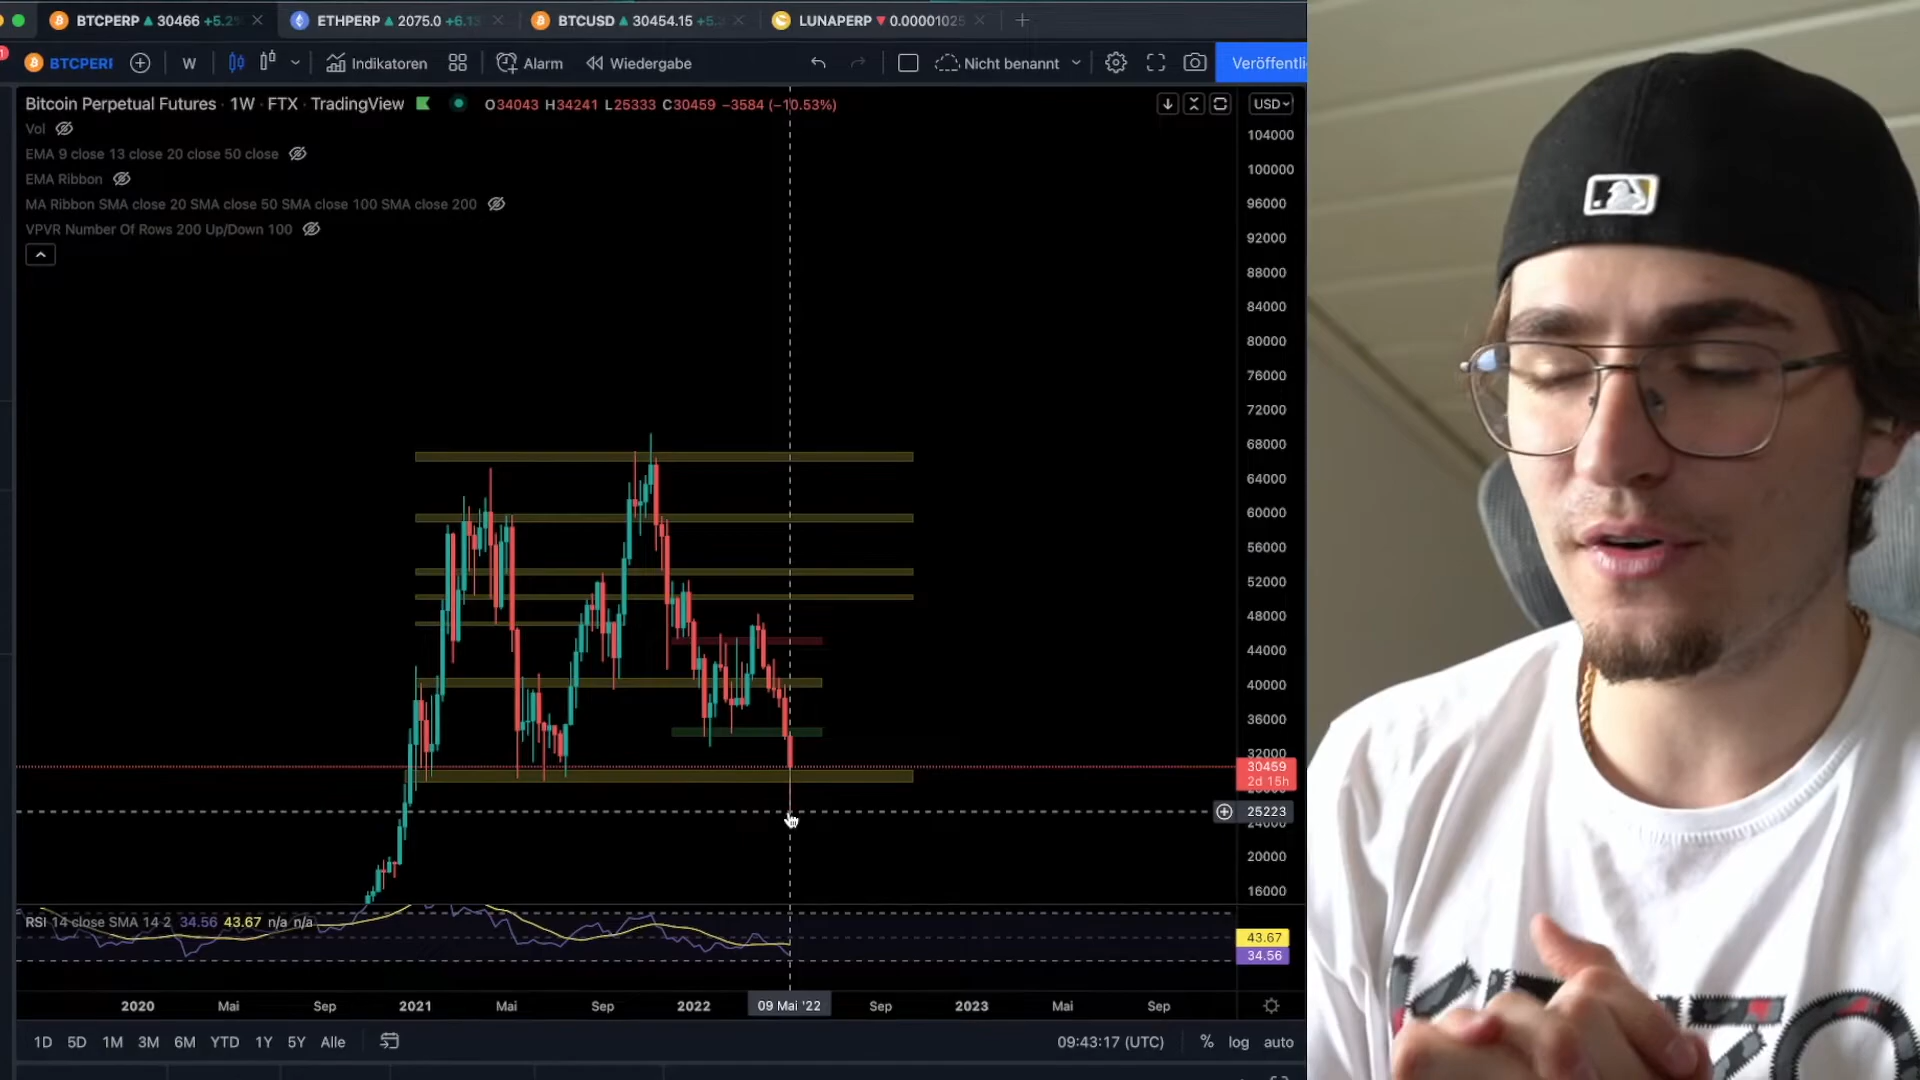 BTCPERP ▲ 30466 +5.2 ETHPERP ▲ 2075.0 +6.13 BTCUSD ▲ 30454.15 +5. LUNAPERP ▼ 0.00001025
BTCPERP W Indikatoren Alarm Wiedergabe Nicht benannt Veröffentli
Bitcoin Perpetual Futures · 1W · FTX · TradingView O34043 H34241 L25333 C30459 −3584 (−10.53%) USD
Vol
EMA 9 close 13 close 20 close 50 close
EMA Ribbon
MA Ribbon SMA close 20 SMA close 50 SMA close 100 SMA close 200
VPVR Number Of Rows 200 Up/Down 100
104000
100000
96000
92000
88000
84000
80000
76000
72000
68000
64000
60000
56000
52000
48000
44000
40000
36000
32000
30459
2d 15h
25223
24000
20000
16000
RSI 14 close SMA 14 2 34.56 43.67 n/a n/a
43.67
34.56
2020 Mai Sep 2021 Mai Sep 2022 09 Mai '22 Sep 2023 Mai Sep
1D 5D 1M 3M 6M YTD 1Y 5Y Alle 09:43:17 (UTC) % log auto